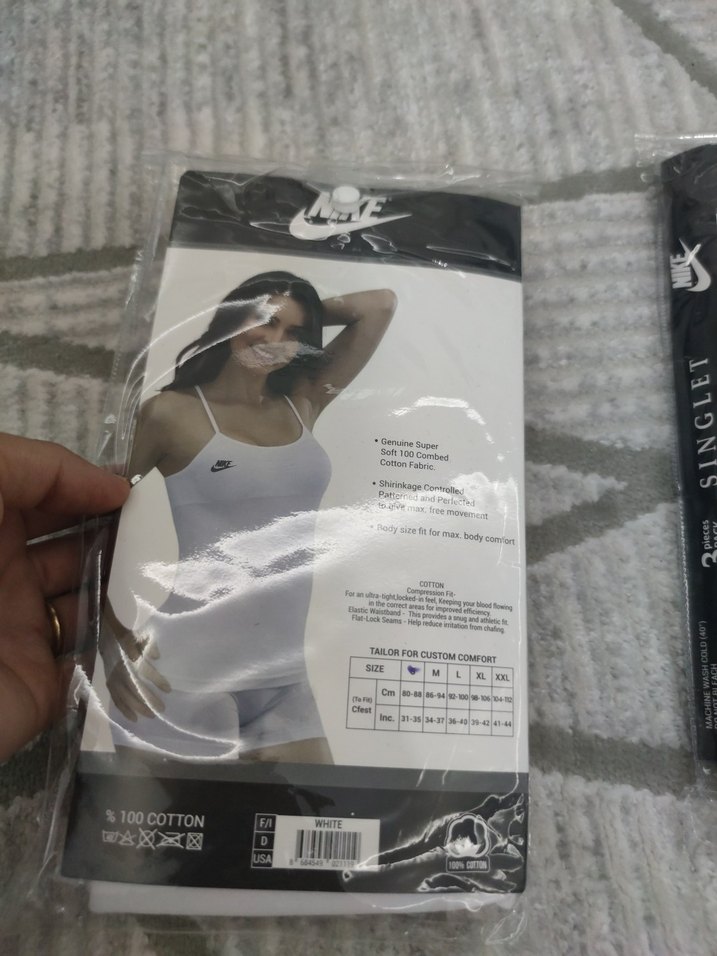 NIKE
NIKE
• Genuine Super
Soft 100 Combed
Cotton Fabric.
• Shirinkage Controlled
Patterned and Perfected
to give max. free movement
• Body size fit for max. body comfort
COTTON
Compression Fit-
For an ultra-tight,locked-in feel, Keeping your blood flowing
in the correct areas for improved efficiency.
Elastic Waistband - This provides a snug and athletic fit.
Flat-Lock Seams - Help reduce irritation from chafing.
TAILOR FOR CUSTOM COMFORT
SIZE M L XL XXL
(To Fit) Cfest
Cm 80-88 86-94 92-100 98-106 104-112
Inc. 31-35 34-37 36-40 39-42 41-44
% 100 COTTON
F/I
D
USA
WHITE
8 684549
100% COTTON
NIKE
SINGLET
3 pieces
PACK
MACHINE WASH COLD (40°)